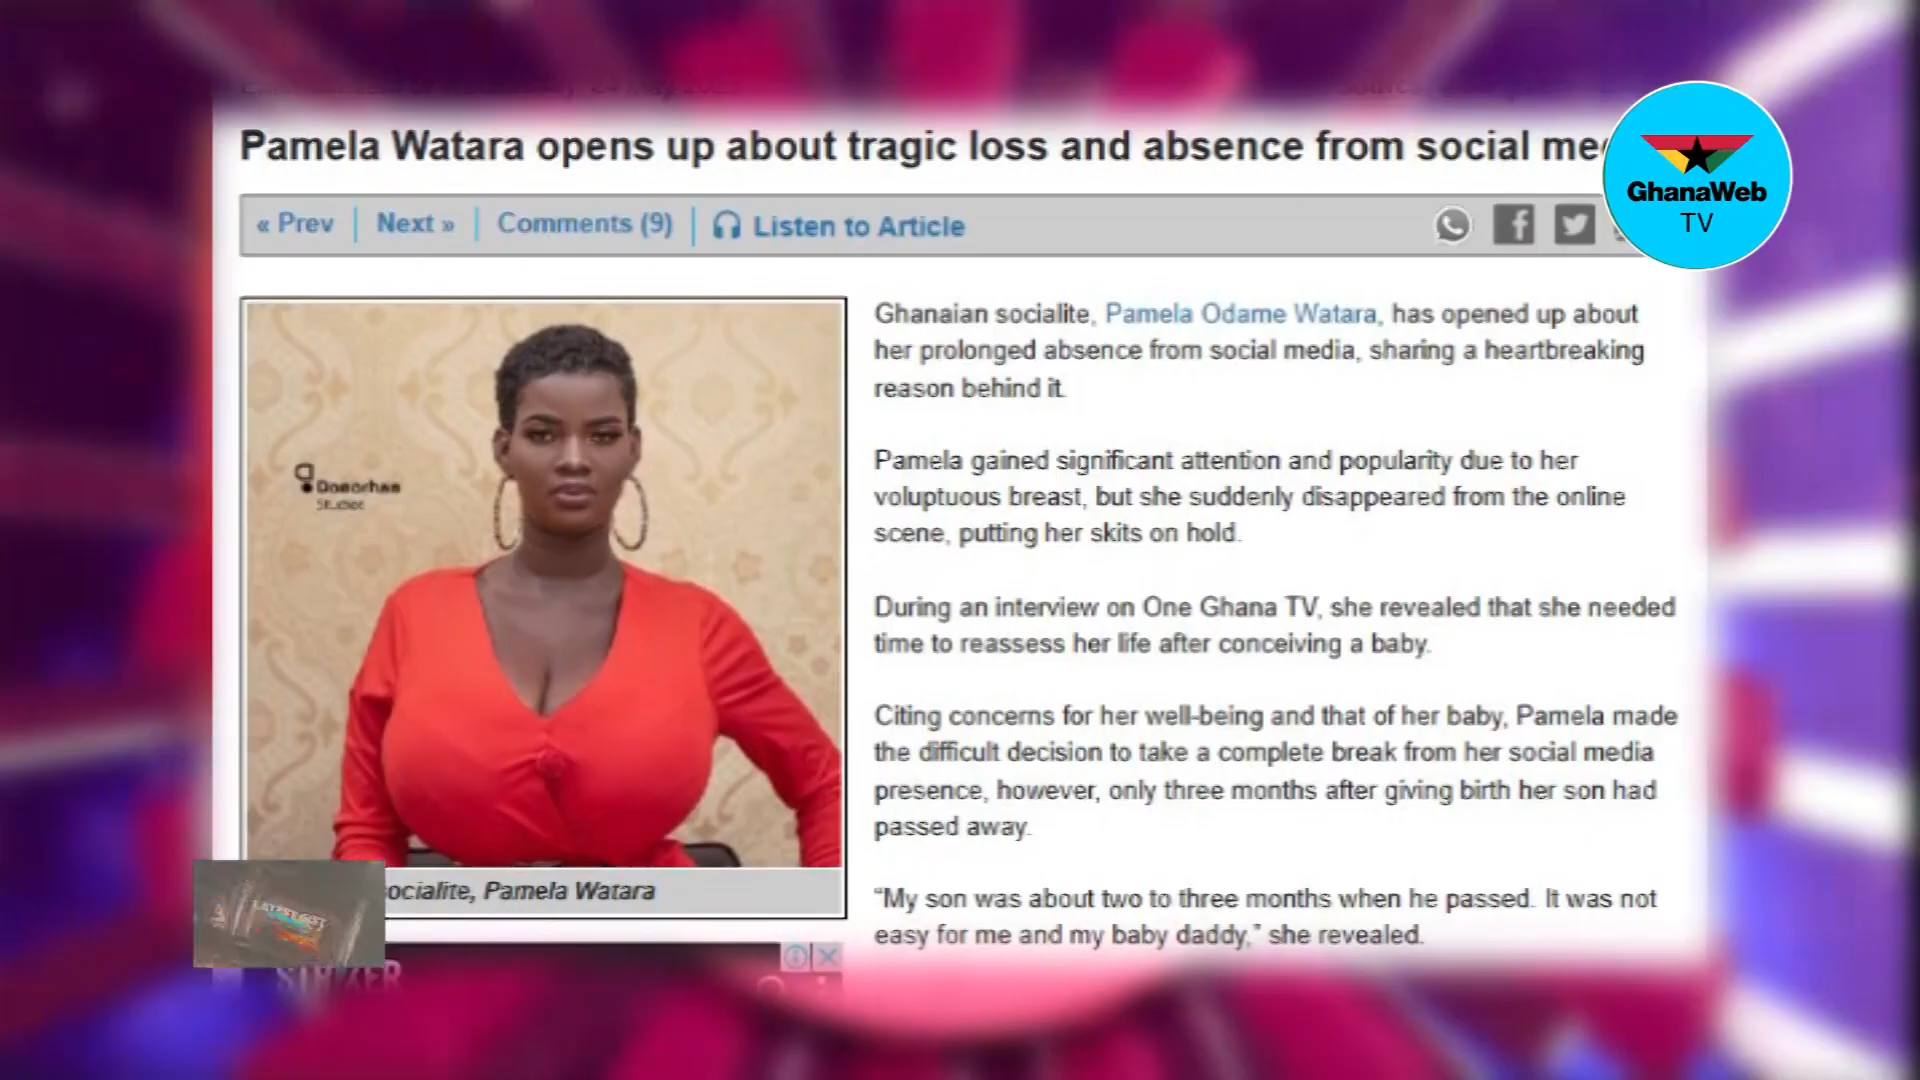 Pamela Watara opens up about tragic loss and absence from social me
GhanaWeb
TV
« Prev
Next »
Comments (9)
Listen to Article
Ghanaian socialite, Pamela Odame Watara, has opened up about
her prolonged absence from social media, sharing a heartbreaking
reason behind it.
Pamela gained significant attention and popularity due to her
voluptuous breast, but she suddenly disappeared from the online
scene, putting her skits on hold.
During an interview on One Ghana TV, she revealed that she needed
time to reassess her life after conceiving a baby.
Citing concerns for her well-being and that of her baby, Pamela made
the difficult decision to take a complete break from her social media
presence, however, only three months after giving birth her son had
passed away.
“My son was about two to three months when he passed. It was not
easy for me and my baby daddy,” she revealed.
Studios
ocialite, Pamela Watara